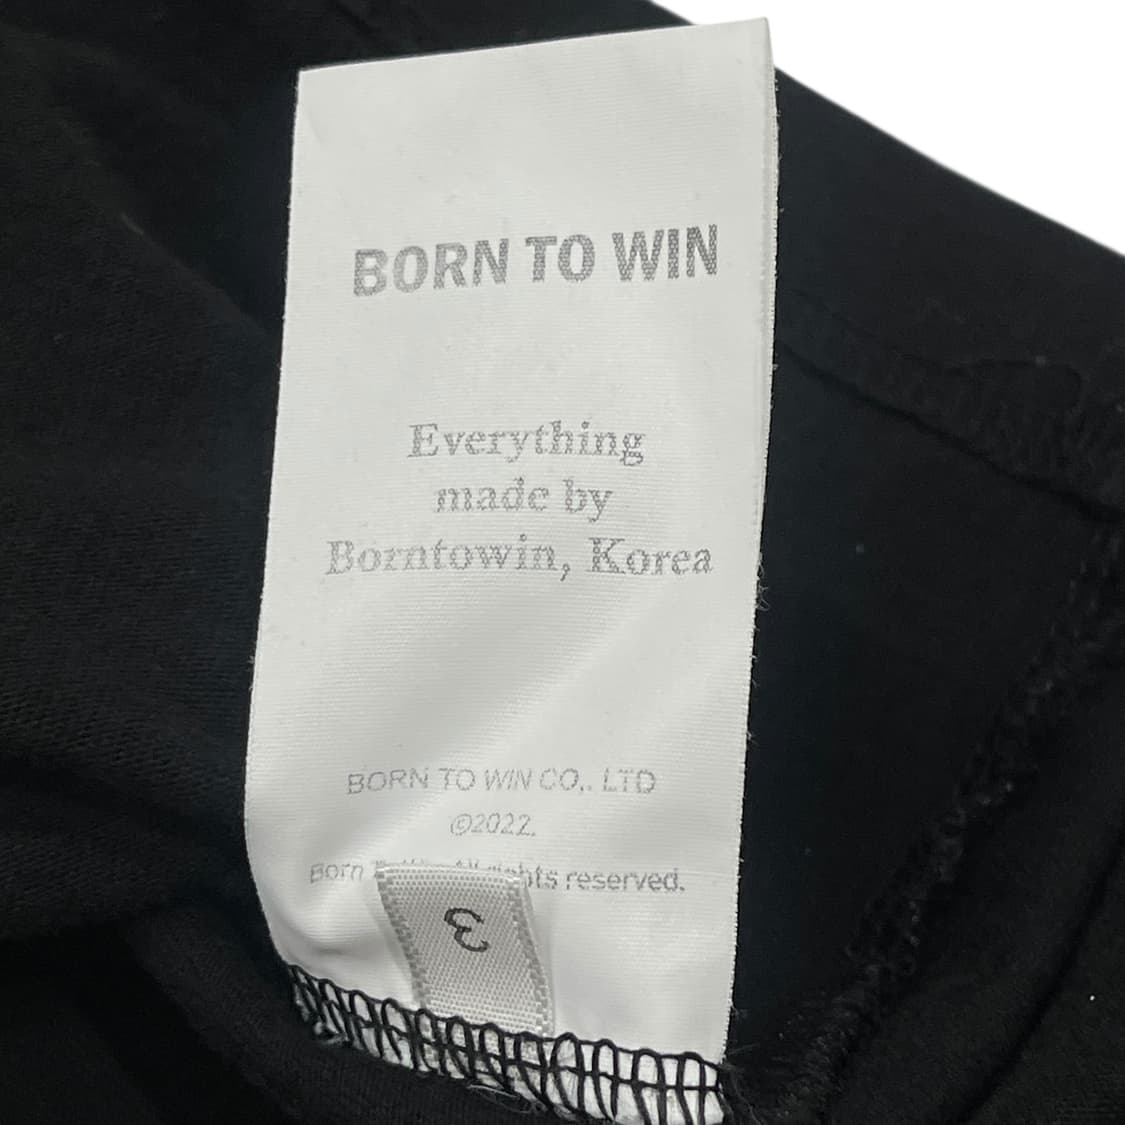 BORN TO WIN
Everything
made by
Borntowin, Korea
BORN TO WIN CO,. LTD
©2022.
Born reserved.
3